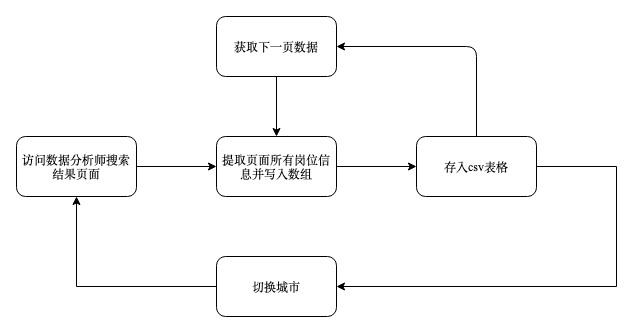 获取下一页数据
访问数据分析师搜索
结果页面
提取页面所有岗位信
息并写入数组
存入csv表格
切换城市